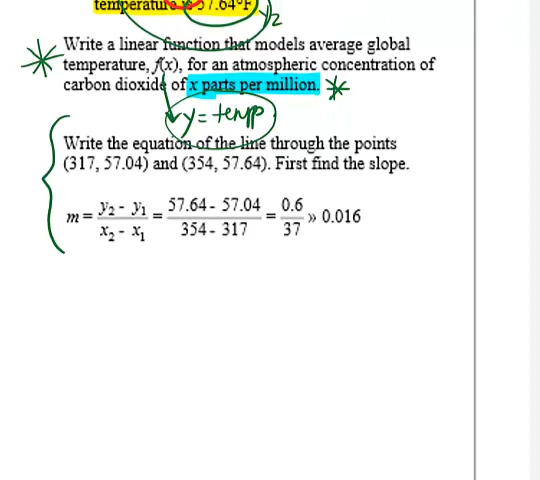 temperature is 57.64°F
y2
Write a linear function that models average global
temperature, f(x), for an atmospheric concentration of
carbon dioxide of x parts per million.
y = temp
Write the equation of the line through the points
(317, 57.04) and (354, 57.64). First find the slope.
m = y2 - y1 / x2 - x1 = 57.64 - 57.04 / 354 - 317 = 0.6 / 37 » 0.016